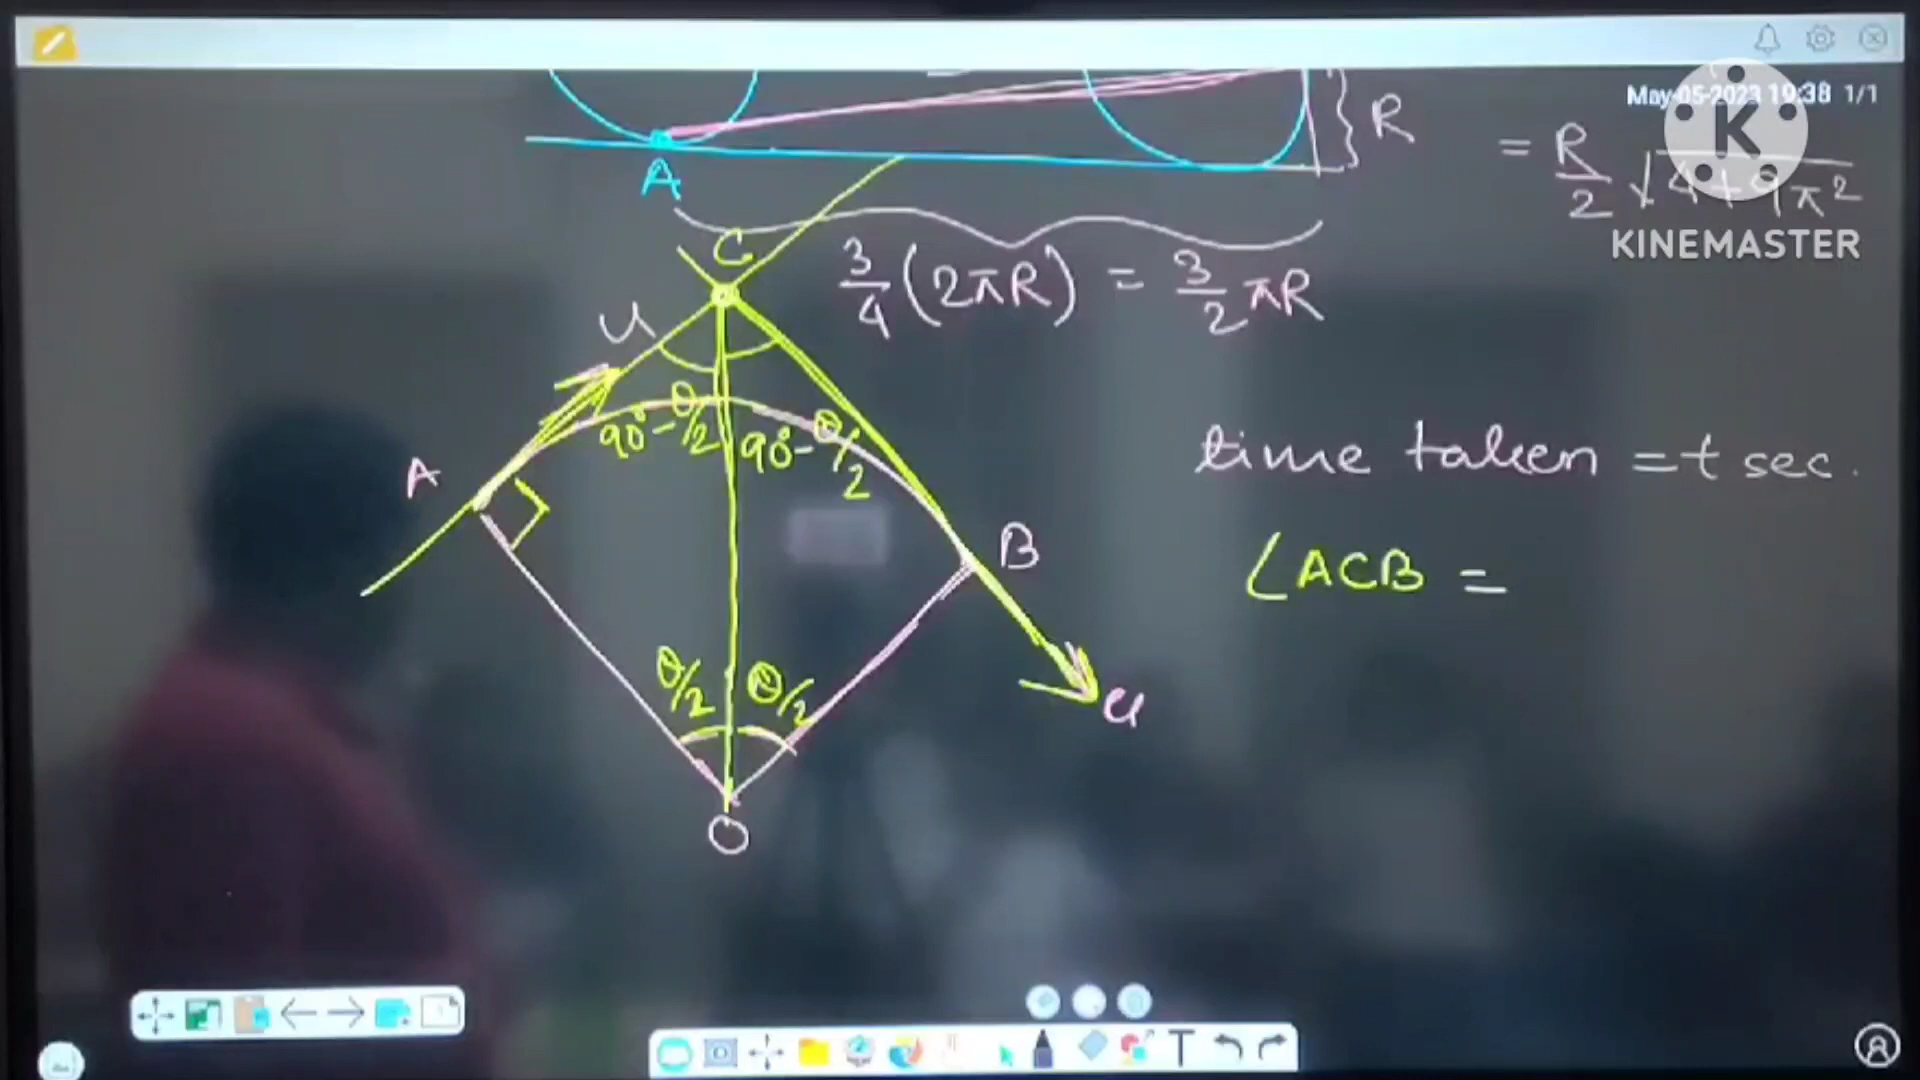 May-05-2023 19:38 1/1
K
KINEMASTER
} R
= R/2 √4+9π²
A
3/4 (2πR) = 3/2 πR
C
u
90°-θ/2 90°-θ/2
A
time taken = t sec.
B
∠ACB =
θ/2 θ/2
u
O
T